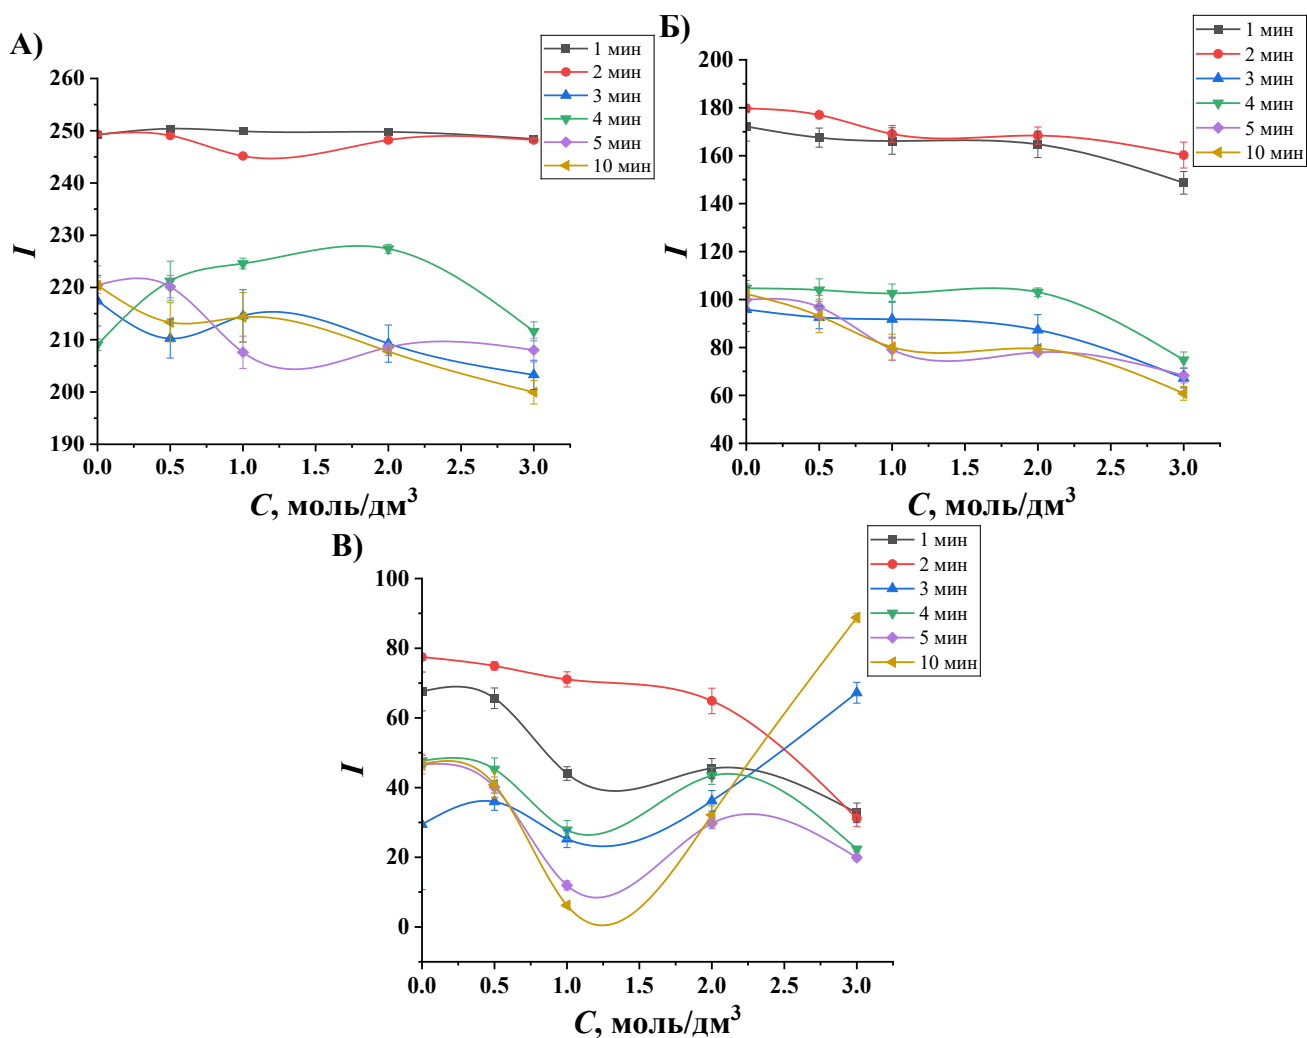 А)
1 мин
2 мин
3 мин
4 мин
5 мин
10 мин
260
250
240
230
220
210
200
190
I
0.0 0.5 1.0 1.5 2.0 2.5 3.0
C, моль/дм³
Б)
1 мин
2 мин
3 мин
4 мин
5 мин
10 мин
200
180
160
140
120
100
80
60
40
I
0.0 0.5 1.0 1.5 2.0 2.5 3.0
C, моль/дм³
В)
1 мин
2 мин
3 мин
4 мин
5 мин
10 мин
100
80
60
40
20
0
I
0.0 0.5 1.0 1.5 2.0 2.5 3.0
C, моль/дм³